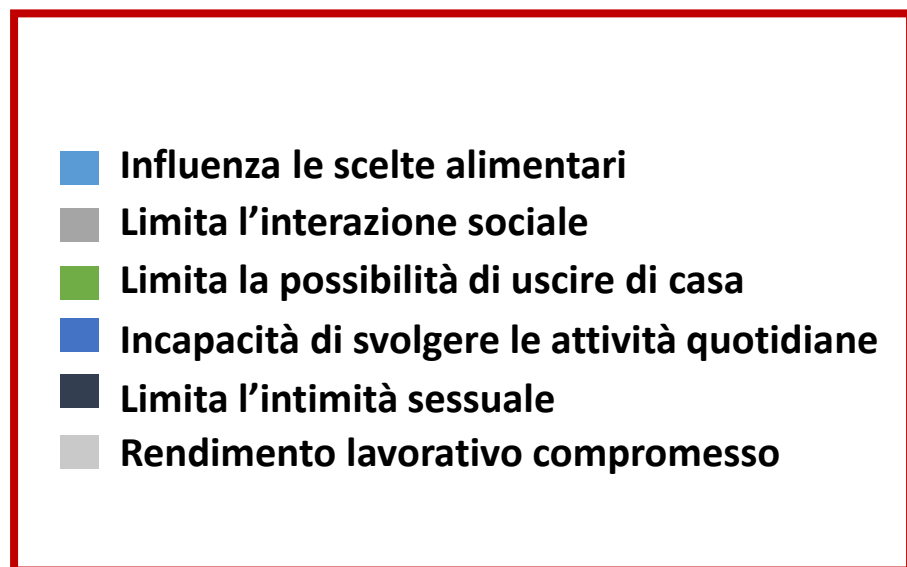 Influenza le scelte alimentari
Limita l’interazione sociale
Limita la possibilità di uscire di casa
Incapacità di svolgere le attività quotidiane
Limita l’intimità sessuale
Rendimento lavorativo compromesso